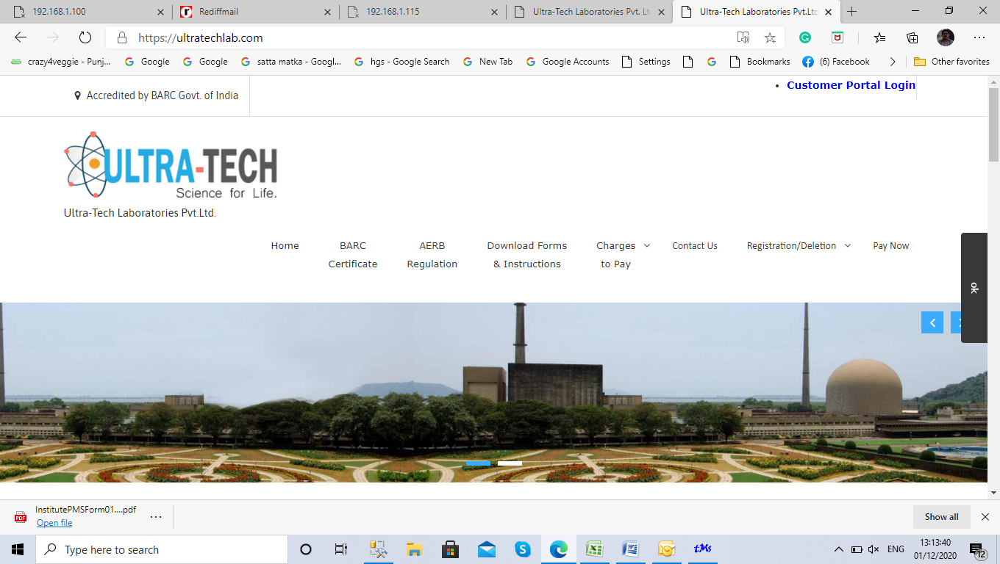 192.168.1.100
Rediffmail
192.168.1.115
Ultra-Tech Laboratories Pvt. Lt
Ultra-Tech Laboratories Pvt.Ltd
https://ultratechlab.com
crazy4veggie - Punj...
Google
Google
satta matka - Googl...
hgs - Google Search
New Tab
Google Accounts
Settings
Bookmarks
(6) Facebook
Other favorites
Accredited by BARC Govt. of India
• Customer Portal Login
ULTRA-TECH
Science for Life.
Ultra-Tech Laboratories Pvt.Ltd.
Home
BARC
Certificate
AERB
Regulation
Download Forms
& Instructions
Charges
to Pay
Contact Us
Registration/Deletion
Pay Now
ok
InstitutePMSForm01....pdf
Open file
PDF
Show all
Type here to search
tMs
ENG
13:13:40
01/12/2020
12